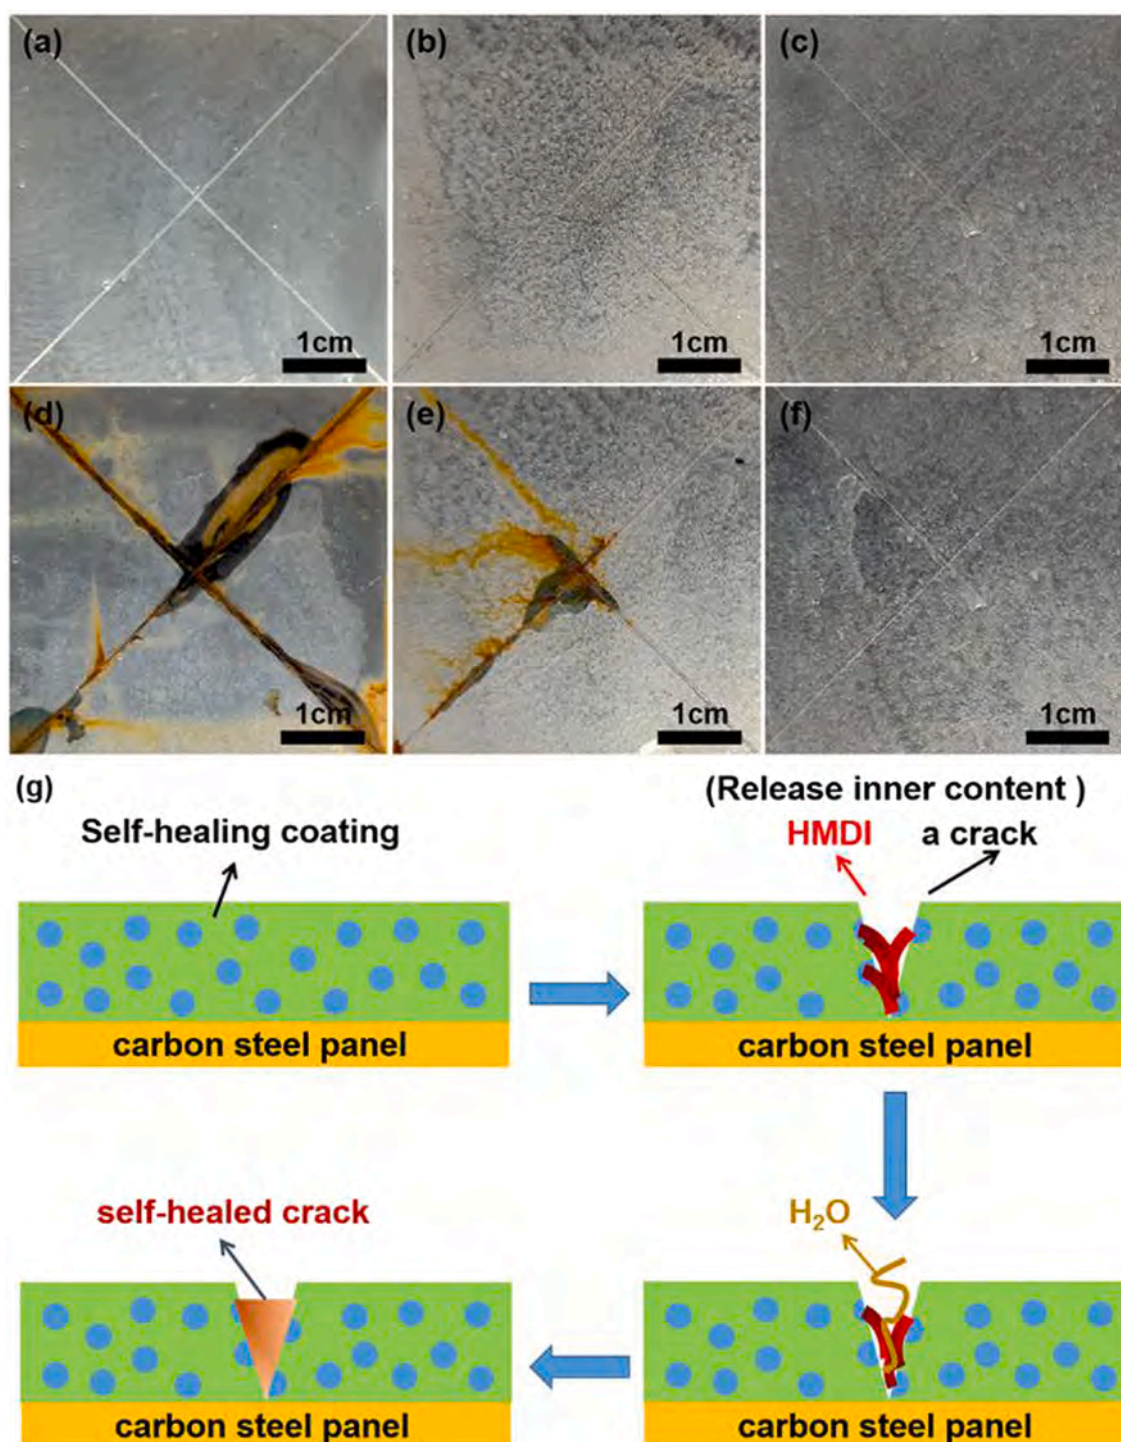 (a)
(b)
(c)
1cm
1cm
1cm
(d)
(e)
(f)
1cm
1cm
1cm
(g)
(Release inner content )
Self-healing coating
HMDI
a crack
carbon steel panel
carbon steel panel
self-healed crack
H₂O
carbon steel panel
carbon steel panel